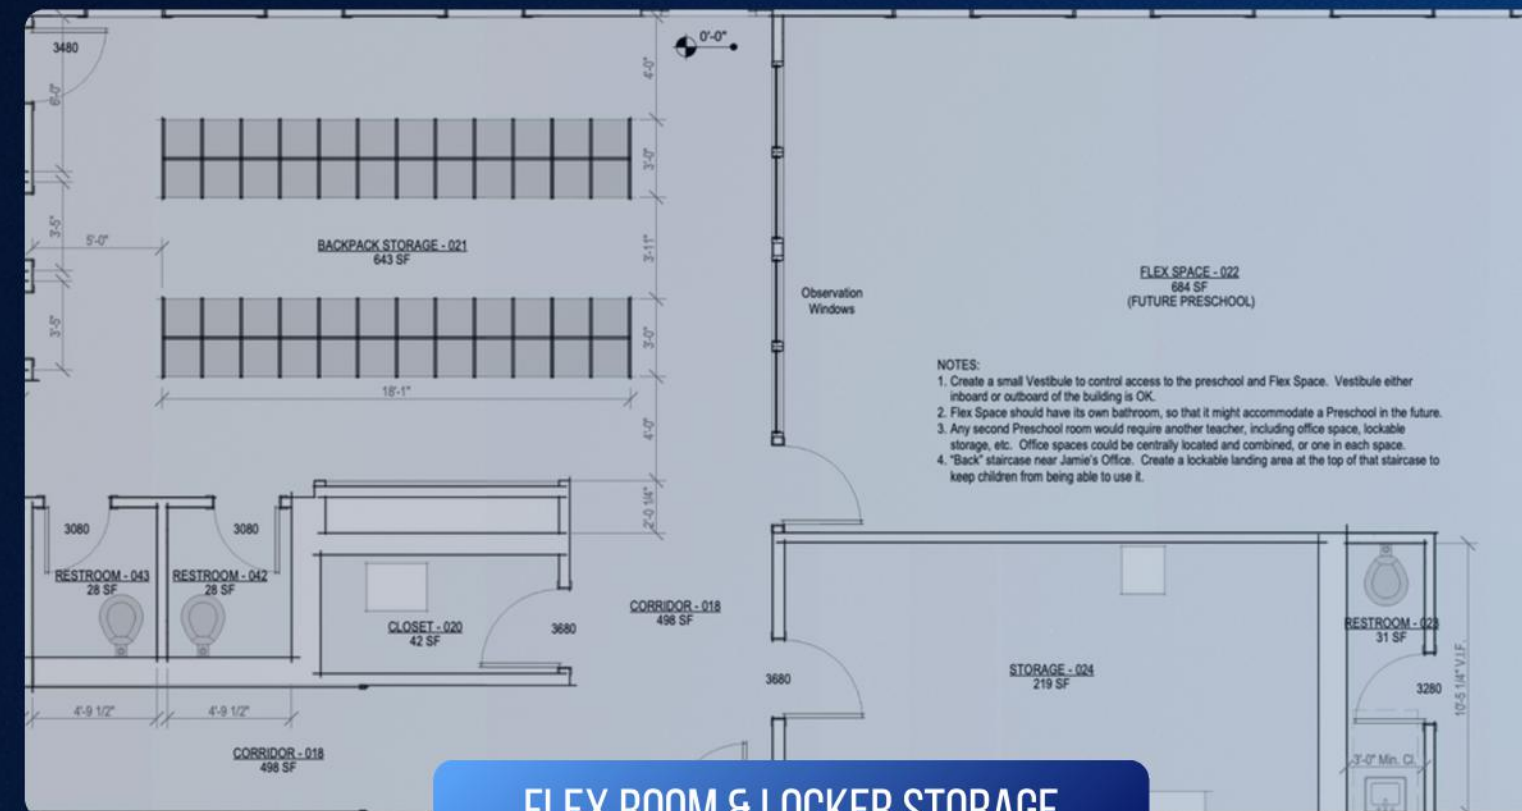 3480
0'-0"
6'-0"
4'-0"
3'-0"
3'-5"
5'-0"
BACKPACK STORAGE - 021
643 SF
3'-11"
FLEX SPACE - 022
684 SF
(FUTURE PRESCHOOL)
Observation
Windows
3'-5"
3'-0"
18'-1"
4'-0"
NOTES:
1. Create a small Vestibule to control access to the preschool and Flex Space. Vestibule either
inboard or outboard of the building is OK.
2. Flex Space should have its own bathroom, so that it might accommodate a Preschool in the future.
3. Any second Preschool room would require another teacher, including office space, lockable
storage, etc. Office spaces could be centrally located and combined, or one in each space.
4. "Back" staircase near Jamie's Office. Create a lockable landing area at the top of that staircase to
keep children from being able to use it.
2'-0 1/4"
3080
3080
RESTROOM - 043
28 SF
RESTROOM - 042
28 SF
CLOSET - 020
42 SF
3680
CORRIDOR - 018
498 SF
RESTROOM - 023
31 SF
STORAGE - 024
219 SF
3680
3280
10'-5 1/4" V.I.F.
4'-9 1/2"
4'-9 1/2"
CORRIDOR - 018
498 SF
3'-0" Min. Cl.
FLEX ROOM & LOCKER STORAGE